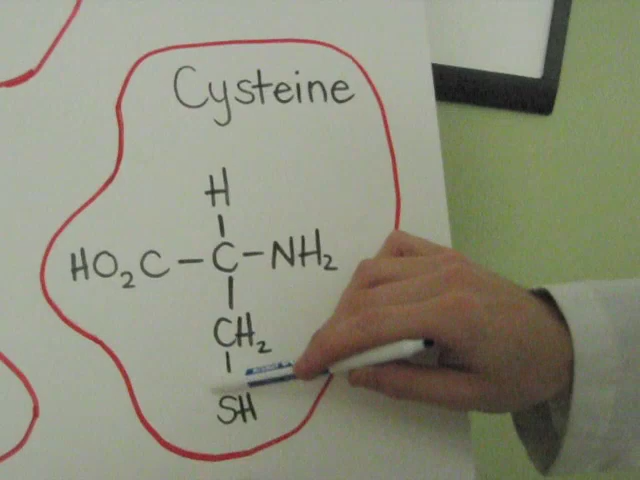 Cysteine
H
HO₂C-C-NH₂
CH₂
SH